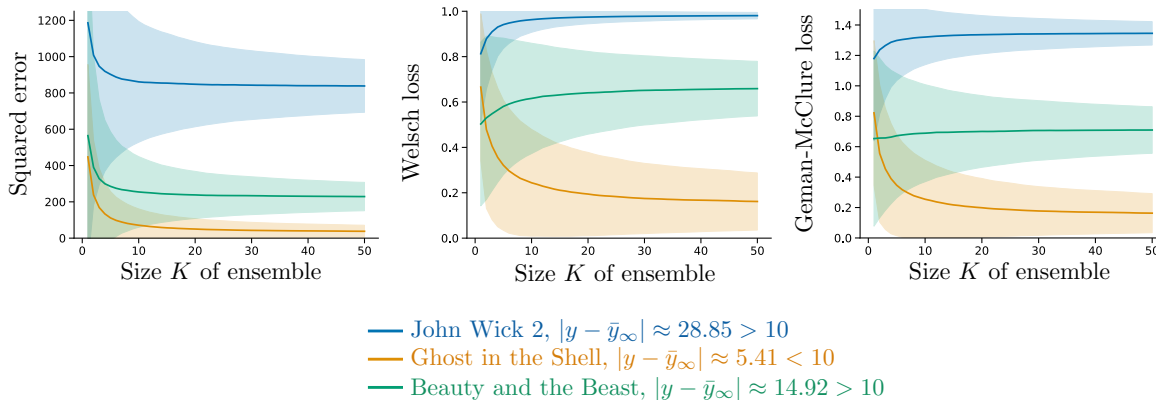 Squared error
1200
1000
800
600
400
200
0
0 10 20 30 40 50
Size K of ensemble
Welsch loss
1.0
0.8
0.6
0.4
0.2
0.0
0 10 20 30 40 50
Size K of ensemble
Geman-McClure loss
1.4
1.2
1.0
0.8
0.6
0.4
0.2
0.0
0 10 20 30 40 50
Size K of ensemble
John Wick 2, |y − ȳ∞| ≈ 28.85 > 10
Ghost in the Shell, |y − ȳ∞| ≈ 5.41 < 10
Beauty and the Beast, |y − ȳ∞| ≈ 14.92 > 10